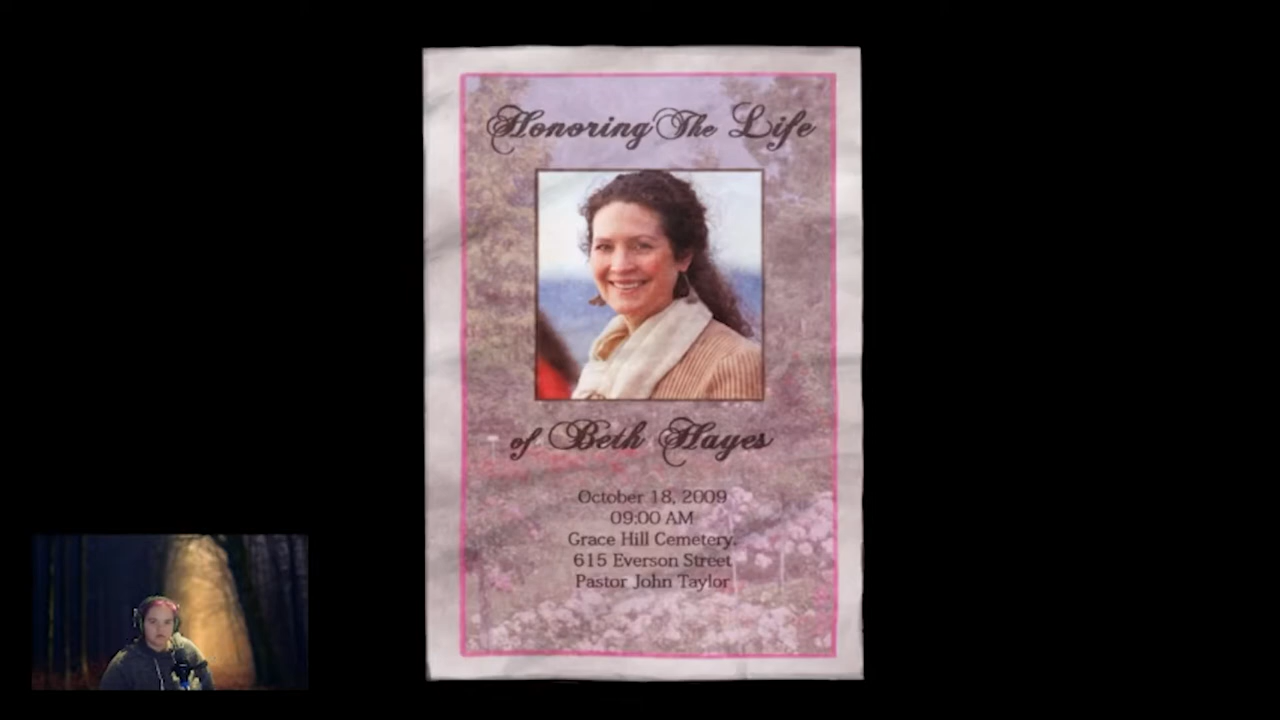 Honoring The Life
of Beth Hayes
October 18, 2009
09:00 AM
Grace Hill Cemetery.
615 Everson Street
Pastor John Taylor